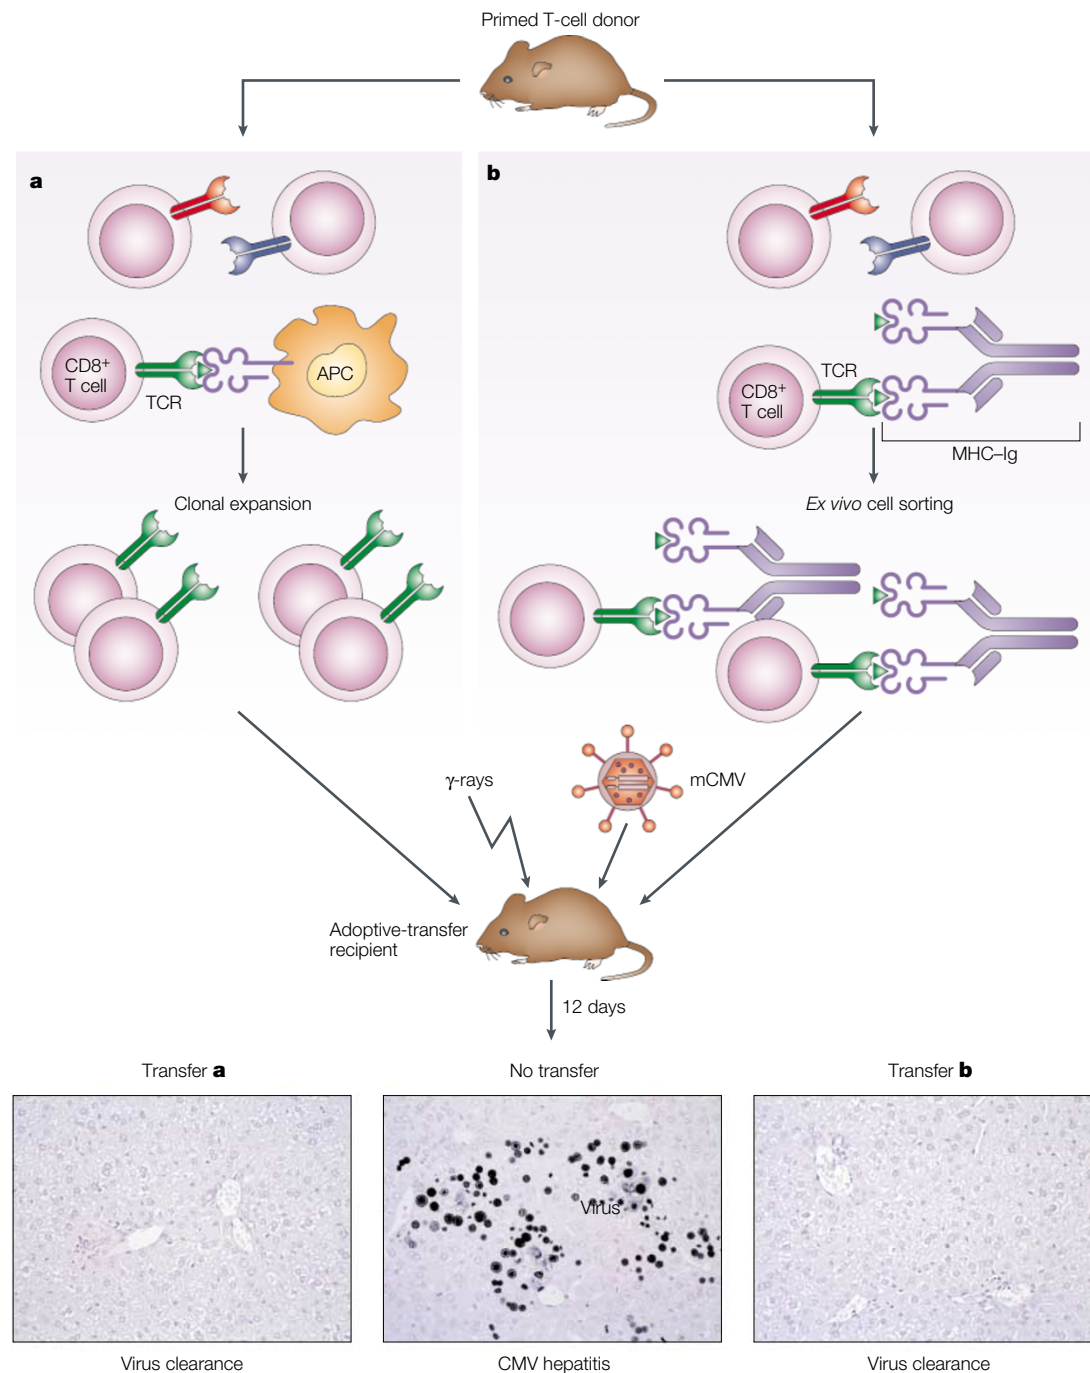 Primed T-cell donor
a
b
CD8+
T cell
TCR
APC
CD8+
T cell
TCR
MHC–Ig
Clonal expansion
Ex vivo cell sorting
γ-rays
mCMV
Adoptive-transfer
recipient
12 days
Transfer a
No transfer
Transfer b
Virus
Virus clearance
CMV hepatitis
Virus clearance